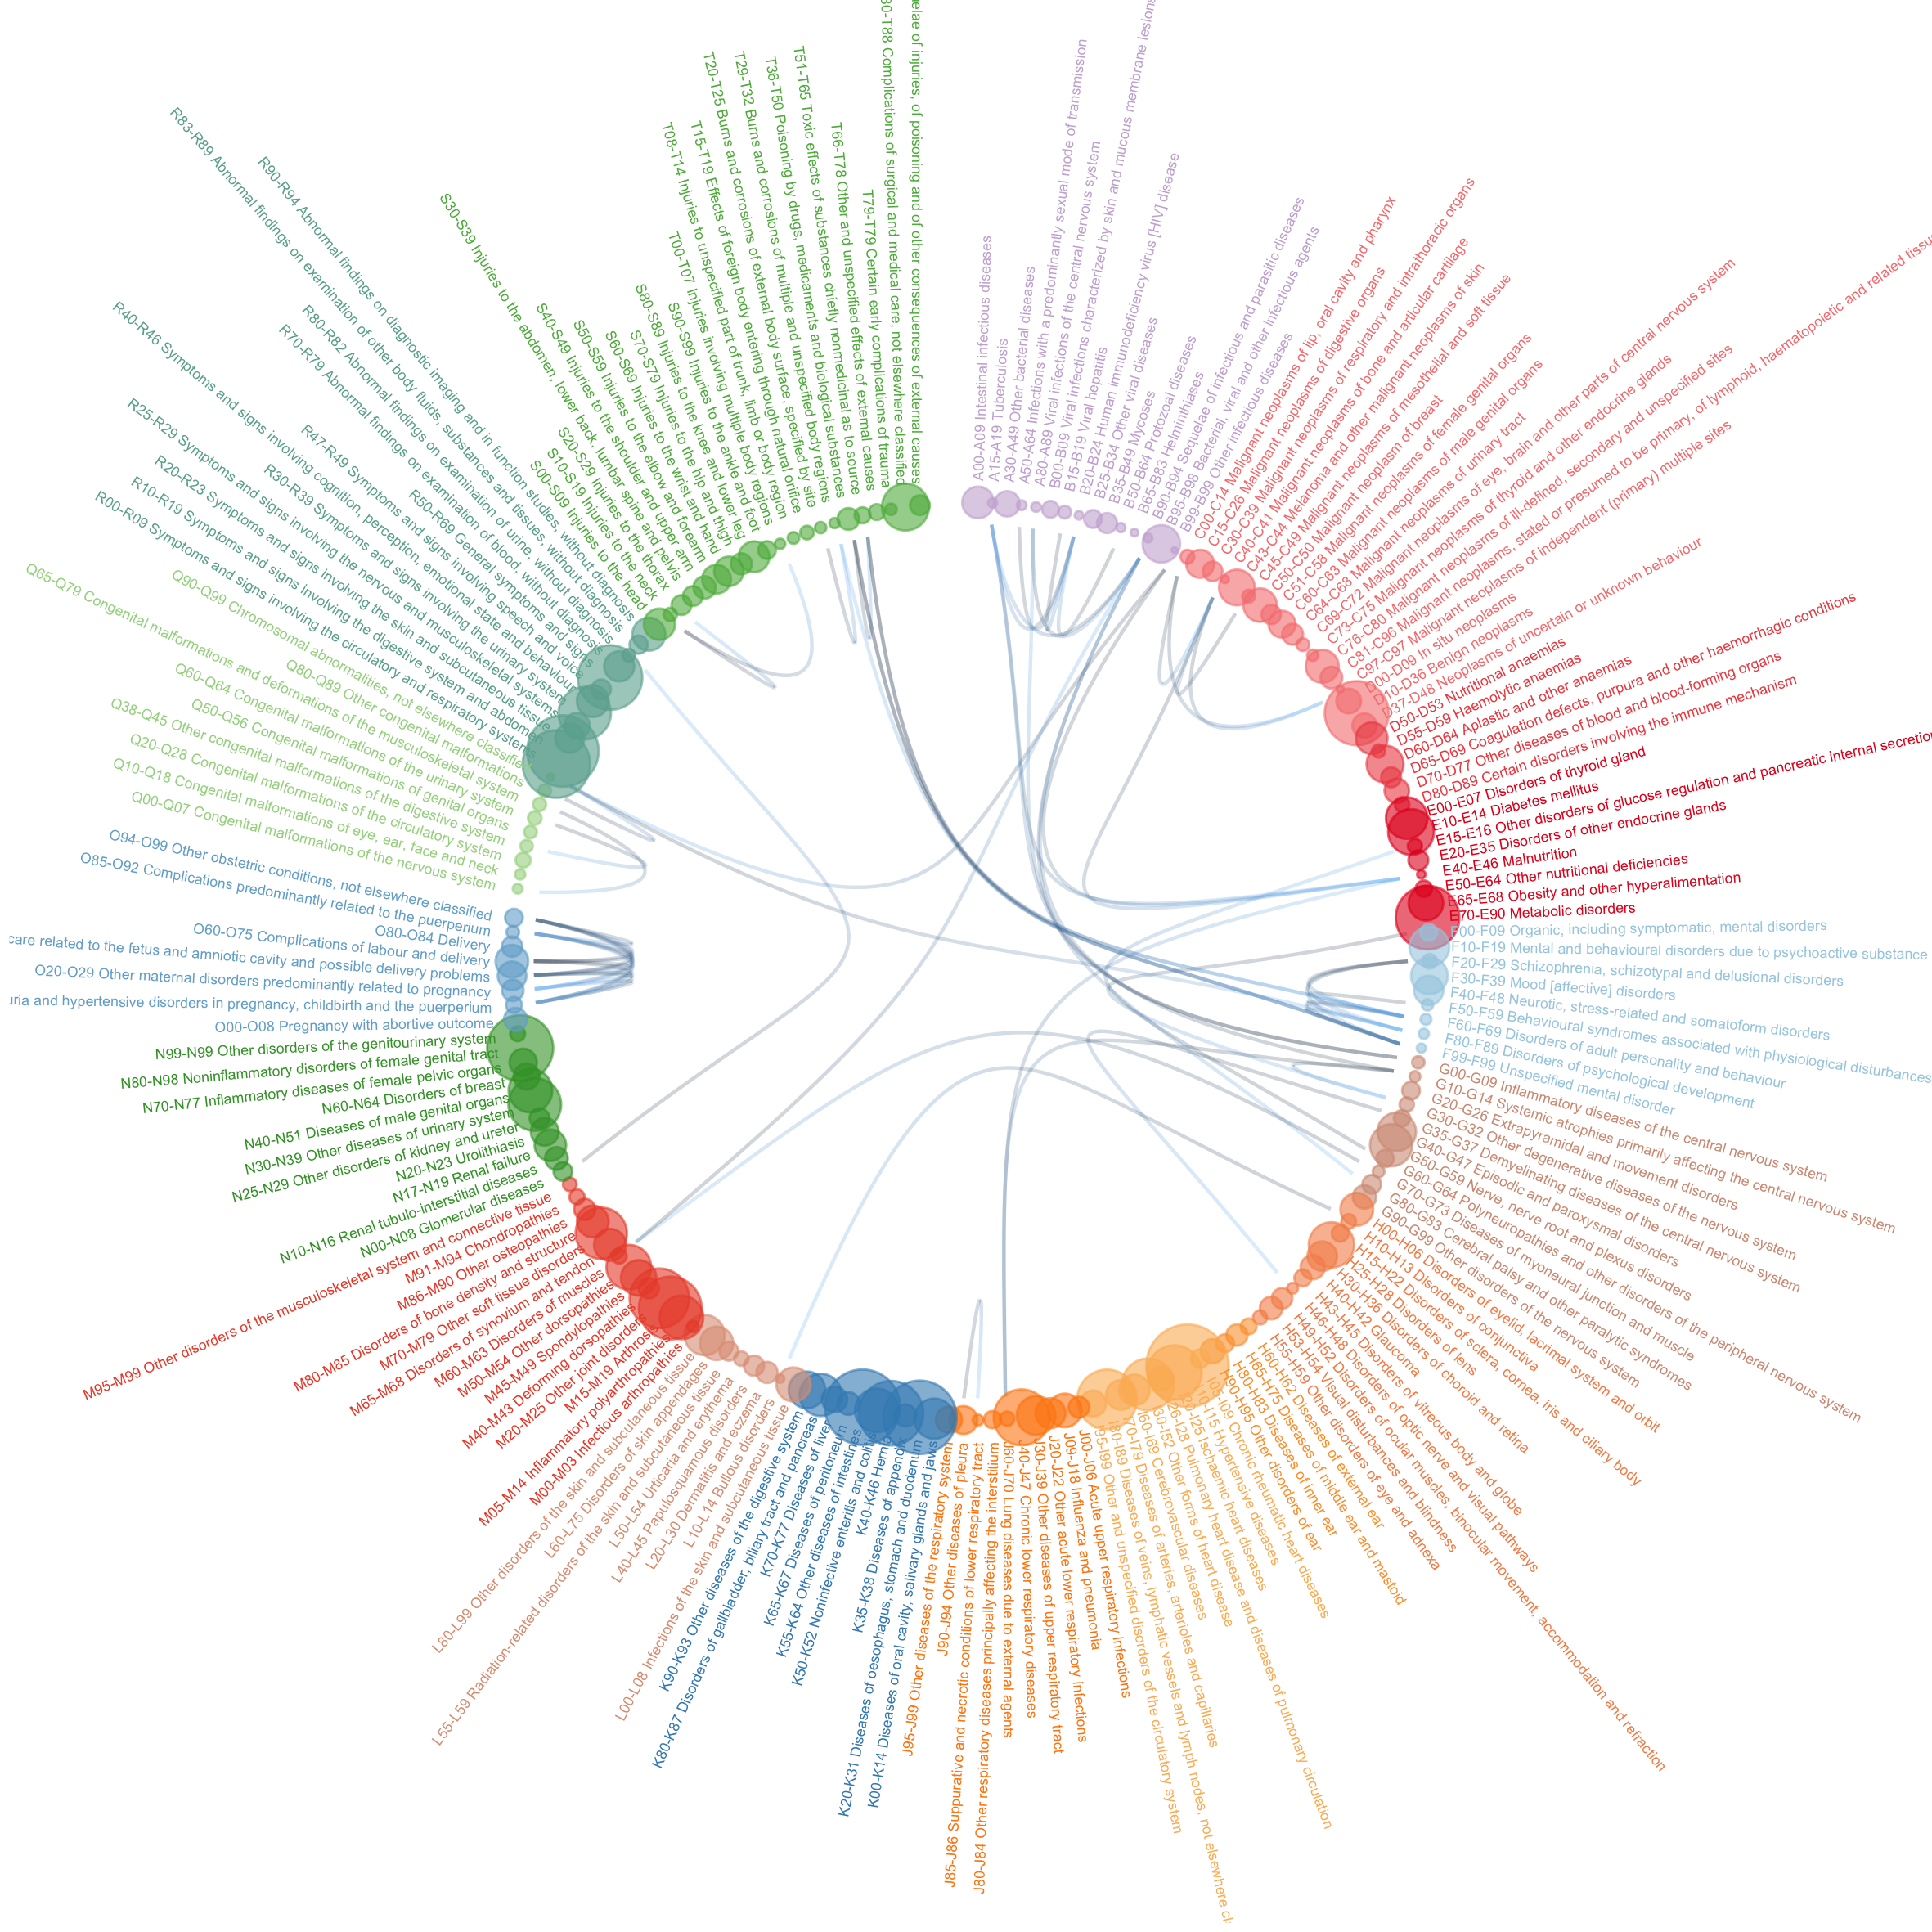 A00-A09 Intestinal infectious diseases
A15-A19 Tuberculosis
A30-A49 Other bacterial diseases
A50-A64 Infections with a predominantly sexual mode of transmission
A80-A89 Viral infections of the central nervous system
B00-B09 Viral infections characterized by skin and mucous membrane lesions
B15-B19 Viral hepatitis
B20-B24 Human immunodeficiency virus [HIV] disease
B25-B34 Other viral diseases
B35-B49 Mycoses
B50-B64 Protozoal diseases
B65-B83 Helminthiases
B90-B94 Sequelae of infectious and parasitic diseases
B95-B98 Bacterial, viral and other infectious agents
B99-B99 Other infectious diseases
C00-C14 Malignant neoplasms of lip, oral cavity and pharynx
C15-C26 Malignant neoplasms of digestive organs
C30-C39 Malignant neoplasms of respiratory and intrathoracic organs
C40-C41 Malignant neoplasms of bone and articular cartilage
C43-C44 Melanoma and other malignant neoplasms of skin
C45-C49 Malignant neoplasms of mesothelial and soft tissue
C50-C50 Malignant neoplasm of breast
C51-C58 Malignant neoplasms of female genital organs
C60-C63 Malignant neoplasms of male genital organs
C64-C68 Malignant neoplasms of urinary tract
C69-C72 Malignant neoplasms of eye, brain and other parts of central nervous system
C73-C75 Malignant neoplasms of thyroid and other endocrine glands
C76-C80 Malignant neoplasms of ill-defined, secondary and unspecified sites
C81-C96 Malignant neoplasms, stated or presumed to be primary, of lymphoid, haematopoietic and related tissue
C97-C97 Malignant neoplasms of independent (primary) multiple sites
D00-D09 In situ neoplasms
D10-D36 Benign neoplasms
D37-D48 Neoplasms of uncertain or unknown behaviour
D50-D53 Nutritional anaemias
D55-D59 Haemolytic anaemias
D60-D64 Aplastic and other anaemias
D65-D69 Coagulation defects, purpura and other haemorrhagic conditions
D70-D77 Other diseases of blood and blood-forming organs
D80-D89 Certain disorders involving the immune mechanism
E00-E07 Disorders of thyroid gland
E10-E14 Diabetes mellitus
E15-E16 Other disorders of glucose regulation and pancreatic internal secretion
E20-E35 Disorders of other endocrine glands
E40-E46 Malnutrition
E50-E64 Other nutritional deficiencies
E65-E68 Obesity and other hyperalimentation
E70-E90 Metabolic disorders
F00-F09 Organic, including symptomatic, mental disorders
F10-F19 Mental and behavioural disorders due to psychoactive substance
F20-F29 Schizophrenia, schizotypal and delusional disorders
F30-F39 Mood [affective] disorders
F40-F48 Neurotic, stress-related and somatoform disorders
F50-F59 Behavioural syndromes associated with physiological disturbances
F60-F69 Disorders of adult personality and behaviour
F80-F89 Disorders of psychological development
F99-F99 Unspecified mental disorder
G00-G09 Inflammatory diseases of the central nervous system
G10-G14 Systemic atrophies primarily affecting the central nervous system
G20-G26 Extrapyramidal and movement disorders
G30-G32 Other degenerative diseases of the nervous system
G35-G37 Demyelinating diseases of the central nervous system
G40-G47 Episodic and paroxysmal disorders
G50-G59 Nerve, nerve root and plexus disorders
G60-G64 Polyneuropathies and other disorders of the peripheral nervous system
G70-G73 Diseases of myoneural junction and muscle
G80-G83 Cerebral palsy and other paralytic syndromes
G90-G99 Other disorders of the nervous system
H00-H06 Disorders of eyelid, lacrimal system and orbit
H10-H13 Disorders of conjunctiva
H15-H22 Disorders of sclera, cornea, iris and ciliary body
H25-H28 Disorders of lens
H30-H36 Disorders of choroid and retina
H40-H42 Glaucoma
H43-H45 Disorders of vitreous body and globe
H46-H48 Disorders of optic nerve and visual pathways
H49-H52 Disorders of ocular muscles, binocular movement, accommodation and refraction
H53-H54 Visual disturbances and blindness
H55-H59 Other disorders of eye and adnexa
H60-H62 Diseases of external ear
H65-H75 Diseases of middle ear and mastoid
H80-H83 Diseases of inner ear
H90-H95 Other disorders of ear
I05-I09 Chronic rheumatic heart diseases
I10-I15 Hypertensive diseases
I20-I25 Ischaemic heart diseases
I26-I28 Pulmonary heart disease and diseases of pulmonary circulation
I30-I52 Other forms of heart disease
I60-I69 Cerebrovascular diseases
I70-I79 Diseases of arteries, arterioles and capillaries
I80-I89 Diseases of veins, lymphatic vessels and lymph nodes, not elsewhere
I95-I99 Other and unspecified disorders of the circulatory system
J00-J06 Acute upper respiratory infections
J09-J18 Influenza and pneumonia
J20-J22 Other acute lower respiratory infections
J30-J39 Other diseases of upper respiratory tract
J40-J47 Chronic lower respiratory diseases
J60-J70 Lung diseases due to external agents
J80-J84 Other respiratory diseases principally affecting the interstitium
J85-J86 Suppurative and necrotic conditions of lower respiratory tract
J90-J94 Other diseases of pleura
J95-J99 Other diseases of the respiratory system
K00-K14 Diseases of oral cavity, salivary glands and jaws
K20-K31 Diseases of oesophagus, stomach and duodenum
K35-K38 Diseases of appendix
K40-K46 Hernia
K50-K52 Noninfective enteritis and colitis
K55-K64 Other diseases of intestines
K65-K67 Diseases of peritoneum
K70-K77 Diseases of liver
K80-K87 Disorders of gallbladder, biliary tract and pancreas
K90-K93 Other diseases of the digestive system
L00-L08 Infections of the skin and subcutaneous tissue
L10-L14 Bullous disorders
L20-L30 Dermatitis and eczema
L40-L45 Papulosquamous disorders
L50-L54 Urticaria and erythema
L55-L59 Radiation-related disorders of the skin and subcutaneous tissue
L60-L75 Disorders of skin appendages
L80-L99 Other disorders of the skin and subcutaneous tissue
M00-M03 Infectious arthropathies
M05-M14 Inflammatory polyarthropathies
M15-M19 Arthrosis
M20-M25 Other joint disorders
M40-M43 Deforming dorsopathies
M45-M49 Spondylopathies
M50-M54 Other dorsopathies
M60-M63 Disorders of muscles
M65-M68 Disorders of synovium and tendon
M70-M79 Other soft tissue disorders
M80-M85 Disorders of bone density and structure
M86-M90 Other osteopathies
M91-M94 Chondropathies
M95-M99 Other disorders of the musculoskeletal system and connective tissue
N00-N08 Glomerular diseases
N10-N16 Renal tubulo-interstitial diseases
N17-N19 Renal failure
N20-N23 Urolithiasis
N25-N29 Other disorders of kidney and ureter
N30-N39 Other diseases of urinary system
N40-N51 Diseases of male genital organs
N60-N64 Disorders of breast
N70-N77 Inflammatory diseases of female pelvic organs
N80-N98 Noninflammatory disorders of female genital tract
N99-N99 Other disorders of the genitourinary system
O00-O08 Pregnancy with abortive outcome
uria and hypertensive disorders in pregnancy, childbirth and the puerperium
O20-O29 Other maternal disorders predominantly related to pregnancy
care related to the fetus and amniotic cavity and possible delivery problems
O60-O75 Complications of labour and delivery
O80-O84 Delivery
O85-O92 Complications predominantly related to the puerperium
O94-O99 Other obstetric conditions, not elsewhere classified
Q00-Q07 Congenital malformations of the nervous system
Q10-Q18 Congenital malformations of eye, ear, face and neck
Q20-Q28 Congenital malformations of the circulatory system
Q38-Q45 Other congenital malformations of the digestive system
Q50-Q56 Congenital malformations of genital organs
Q60-Q64 Congenital malformations of the urinary system
Q65-Q79 Congenital malformations and deformations of the musculoskeletal system
Q80-Q89 Other congenital malformations
Q90-Q99 Chromosomal abnormalities, not elsewhere classified
R00-R09 Symptoms and signs involving the circulatory and respiratory systems
R10-R19 Symptoms and signs involving the digestive system and abdomen
R20-R23 Symptoms and signs involving the skin and subcutaneous tissue
R25-R29 Symptoms and signs involving the nervous and musculoskeletal systems
R30-R39 Symptoms and signs involving the urinary system
R40-R46 Symptoms and signs involving cognition, perception, emotional state and behaviour
R47-R49 Symptoms and signs involving speech and voice
R50-R69 General symptoms and signs
R70-R79 Abnormal findings on examination of blood, without diagnosis
R80-R82 Abnormal findings on examination of urine, without diagnosis
R83-R89 Abnormal findings on examination of other body fluids, substances and tissues, without diagnosis
R90-R94 Abnormal findings on diagnostic imaging and in function studies, without diagnosis
S00-S09 Injuries to the head
S10-S19 Injuries to the neck
S20-S29 Injuries to the thorax
S30-S39 Injuries to the abdomen, lower back, lumbar spine and pelvis
S40-S49 Injuries to the shoulder and upper arm
S50-S59 Injuries to the elbow and forearm
S60-S69 Injuries to the wrist and hand
S70-S79 Injuries to the hip and thigh
S80-S89 Injuries to the knee and lower leg
S90-S99 Injuries to the ankle and foot
T00-T07 Injuries involving multiple body regions
T08-T14 Injuries to unspecified part of trunk, limb or body region
T15-T19 Effects of foreign body entering through natural orifice
T20-T25 Burns and corrosions of external body surface, specified by site
T29-T32 Burns and corrosions of multiple and unspecified body regions
T36-T50 Poisoning by drugs, medicaments and biological substances
T51-T65 Toxic effects of substances chiefly nonmedicinal as to source
T66-T78 Other and unspecified effects of external causes
T79-T79 Certain early complications of trauma
80-T88 Complications of surgical and medical care, not elsewhere classified
elae of injuries, of poisoning and of other consequences of external causes